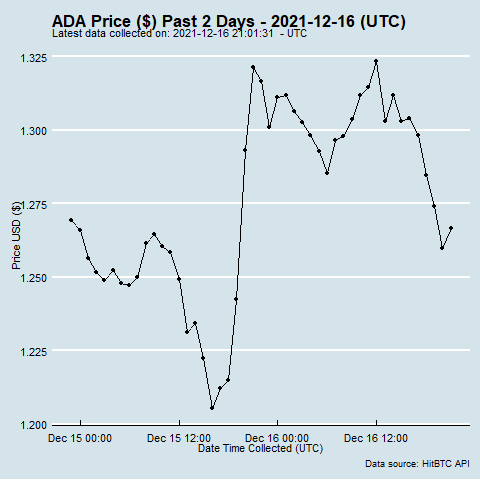 ADA Price ($) Past 2 Days - 2021-12-16 (UTC)
Latest data collected on: 2021-12-16 21:01:31 - UTC
1.325
1.300
1.275
1.250
1.225
1.200
Price USD ($)
Dec 15 00:00 Dec 15 12:00 Dec 16 00:00 Dec 16 12:00
Date Time Collected (UTC)
Data source: HitBTC API